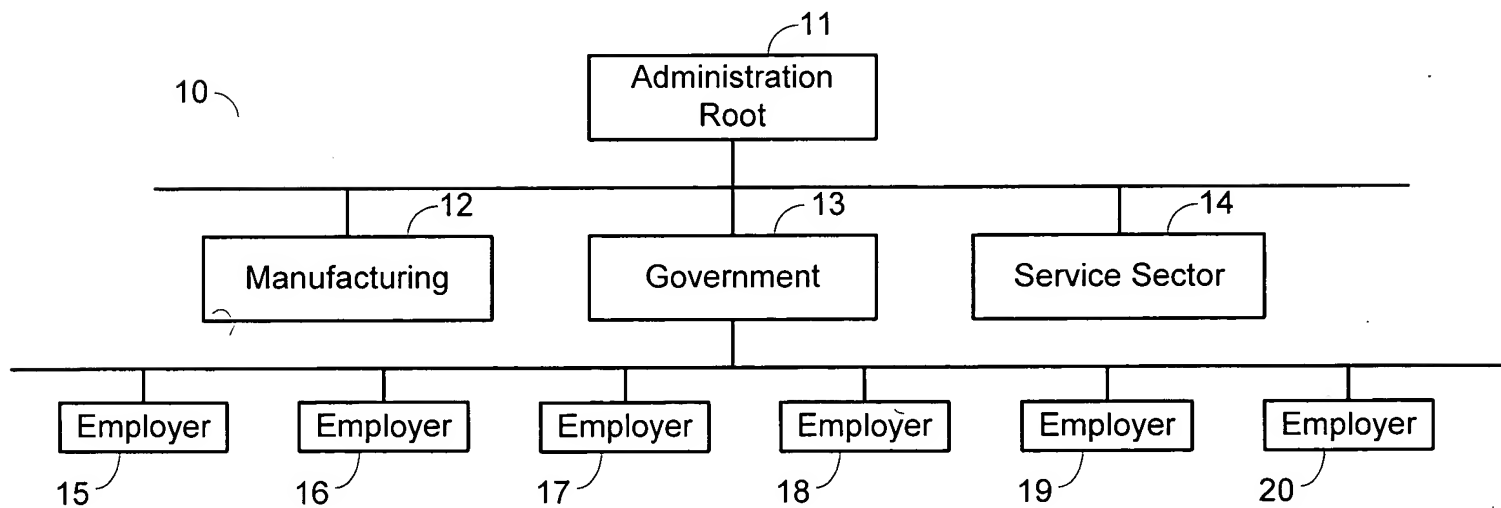 11
Administration
Root
10
12
13
14
Manufacturing
Government
Service Sector
Employer
Employer
Employer
Employer
Employer
Employer
15
16
17
18
19
20